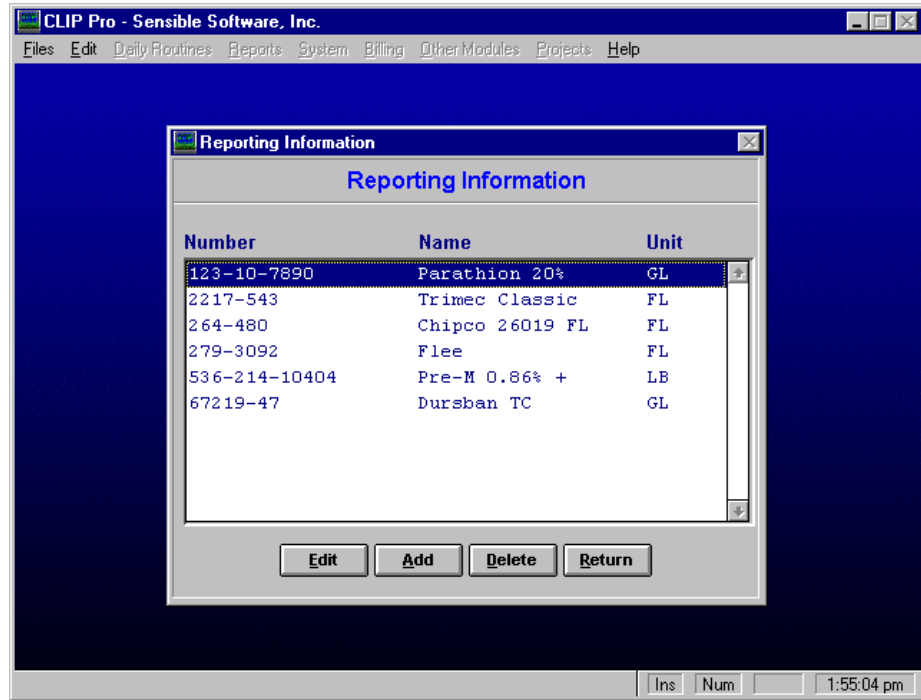 CLIP Pro - Sensible Software, Inc.
Files Edit Daily Routines Reports System Billing Other Modules Projects Help
Reporting Information
Reporting Information
Number Name Unit
123-10-7890 Parathion 20% GL
2217-543 Trimec Classic FL
264-480 Chipco 26019 FL FL
279-3092 Flee FL
536-214-10404 Pre-M 0.86% + LB
67219-47 Dursban TC GL
Edit Add Delete Return
Ins Num 1:55:04 pm